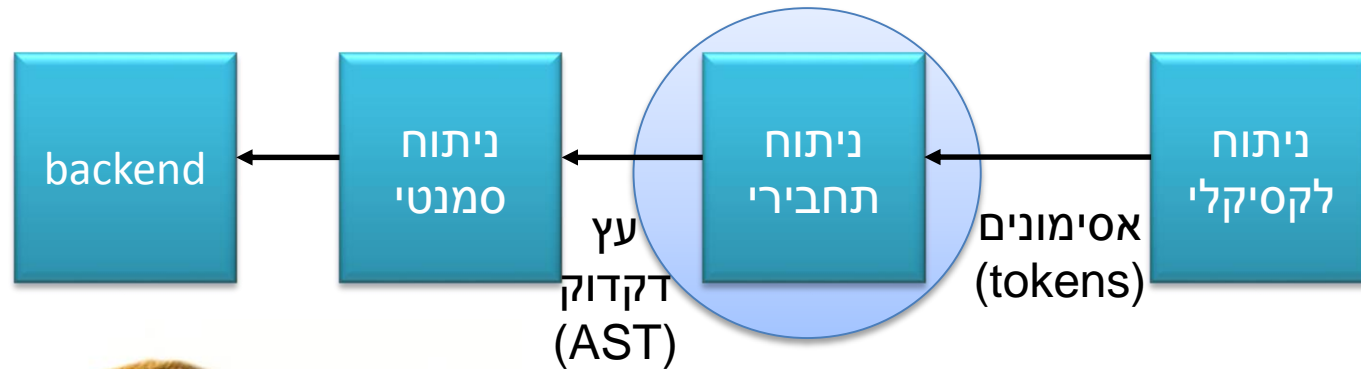 ניתוח
לקסיקלי
אסימונים
(tokens)
ניתוח
תחבירי
עץ
דקדוק
(AST)
ניתוח
סמנטי
backend